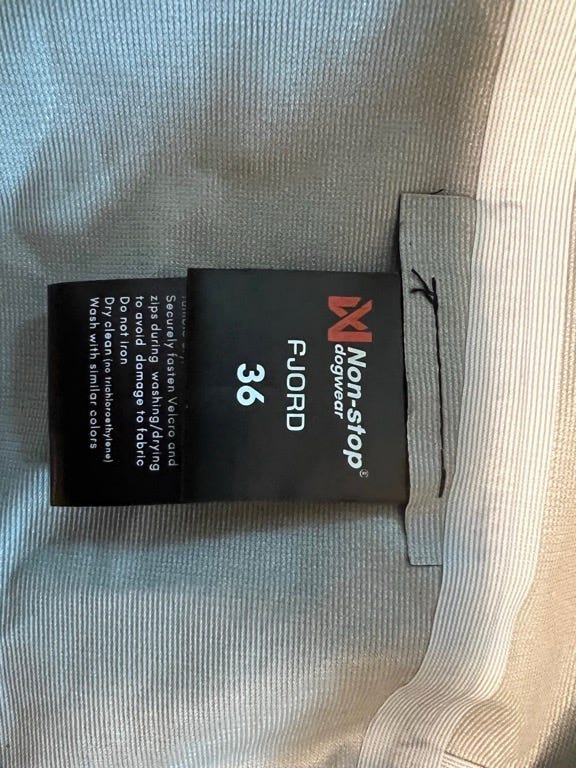 Non-stop®
dogwear
FJORD
36
Securely fasten Velcro and
zips during washing/drying
to avoid damage to fabric
Do not iron
Dry clean (no trichloroethylene)
Wash with similar colors